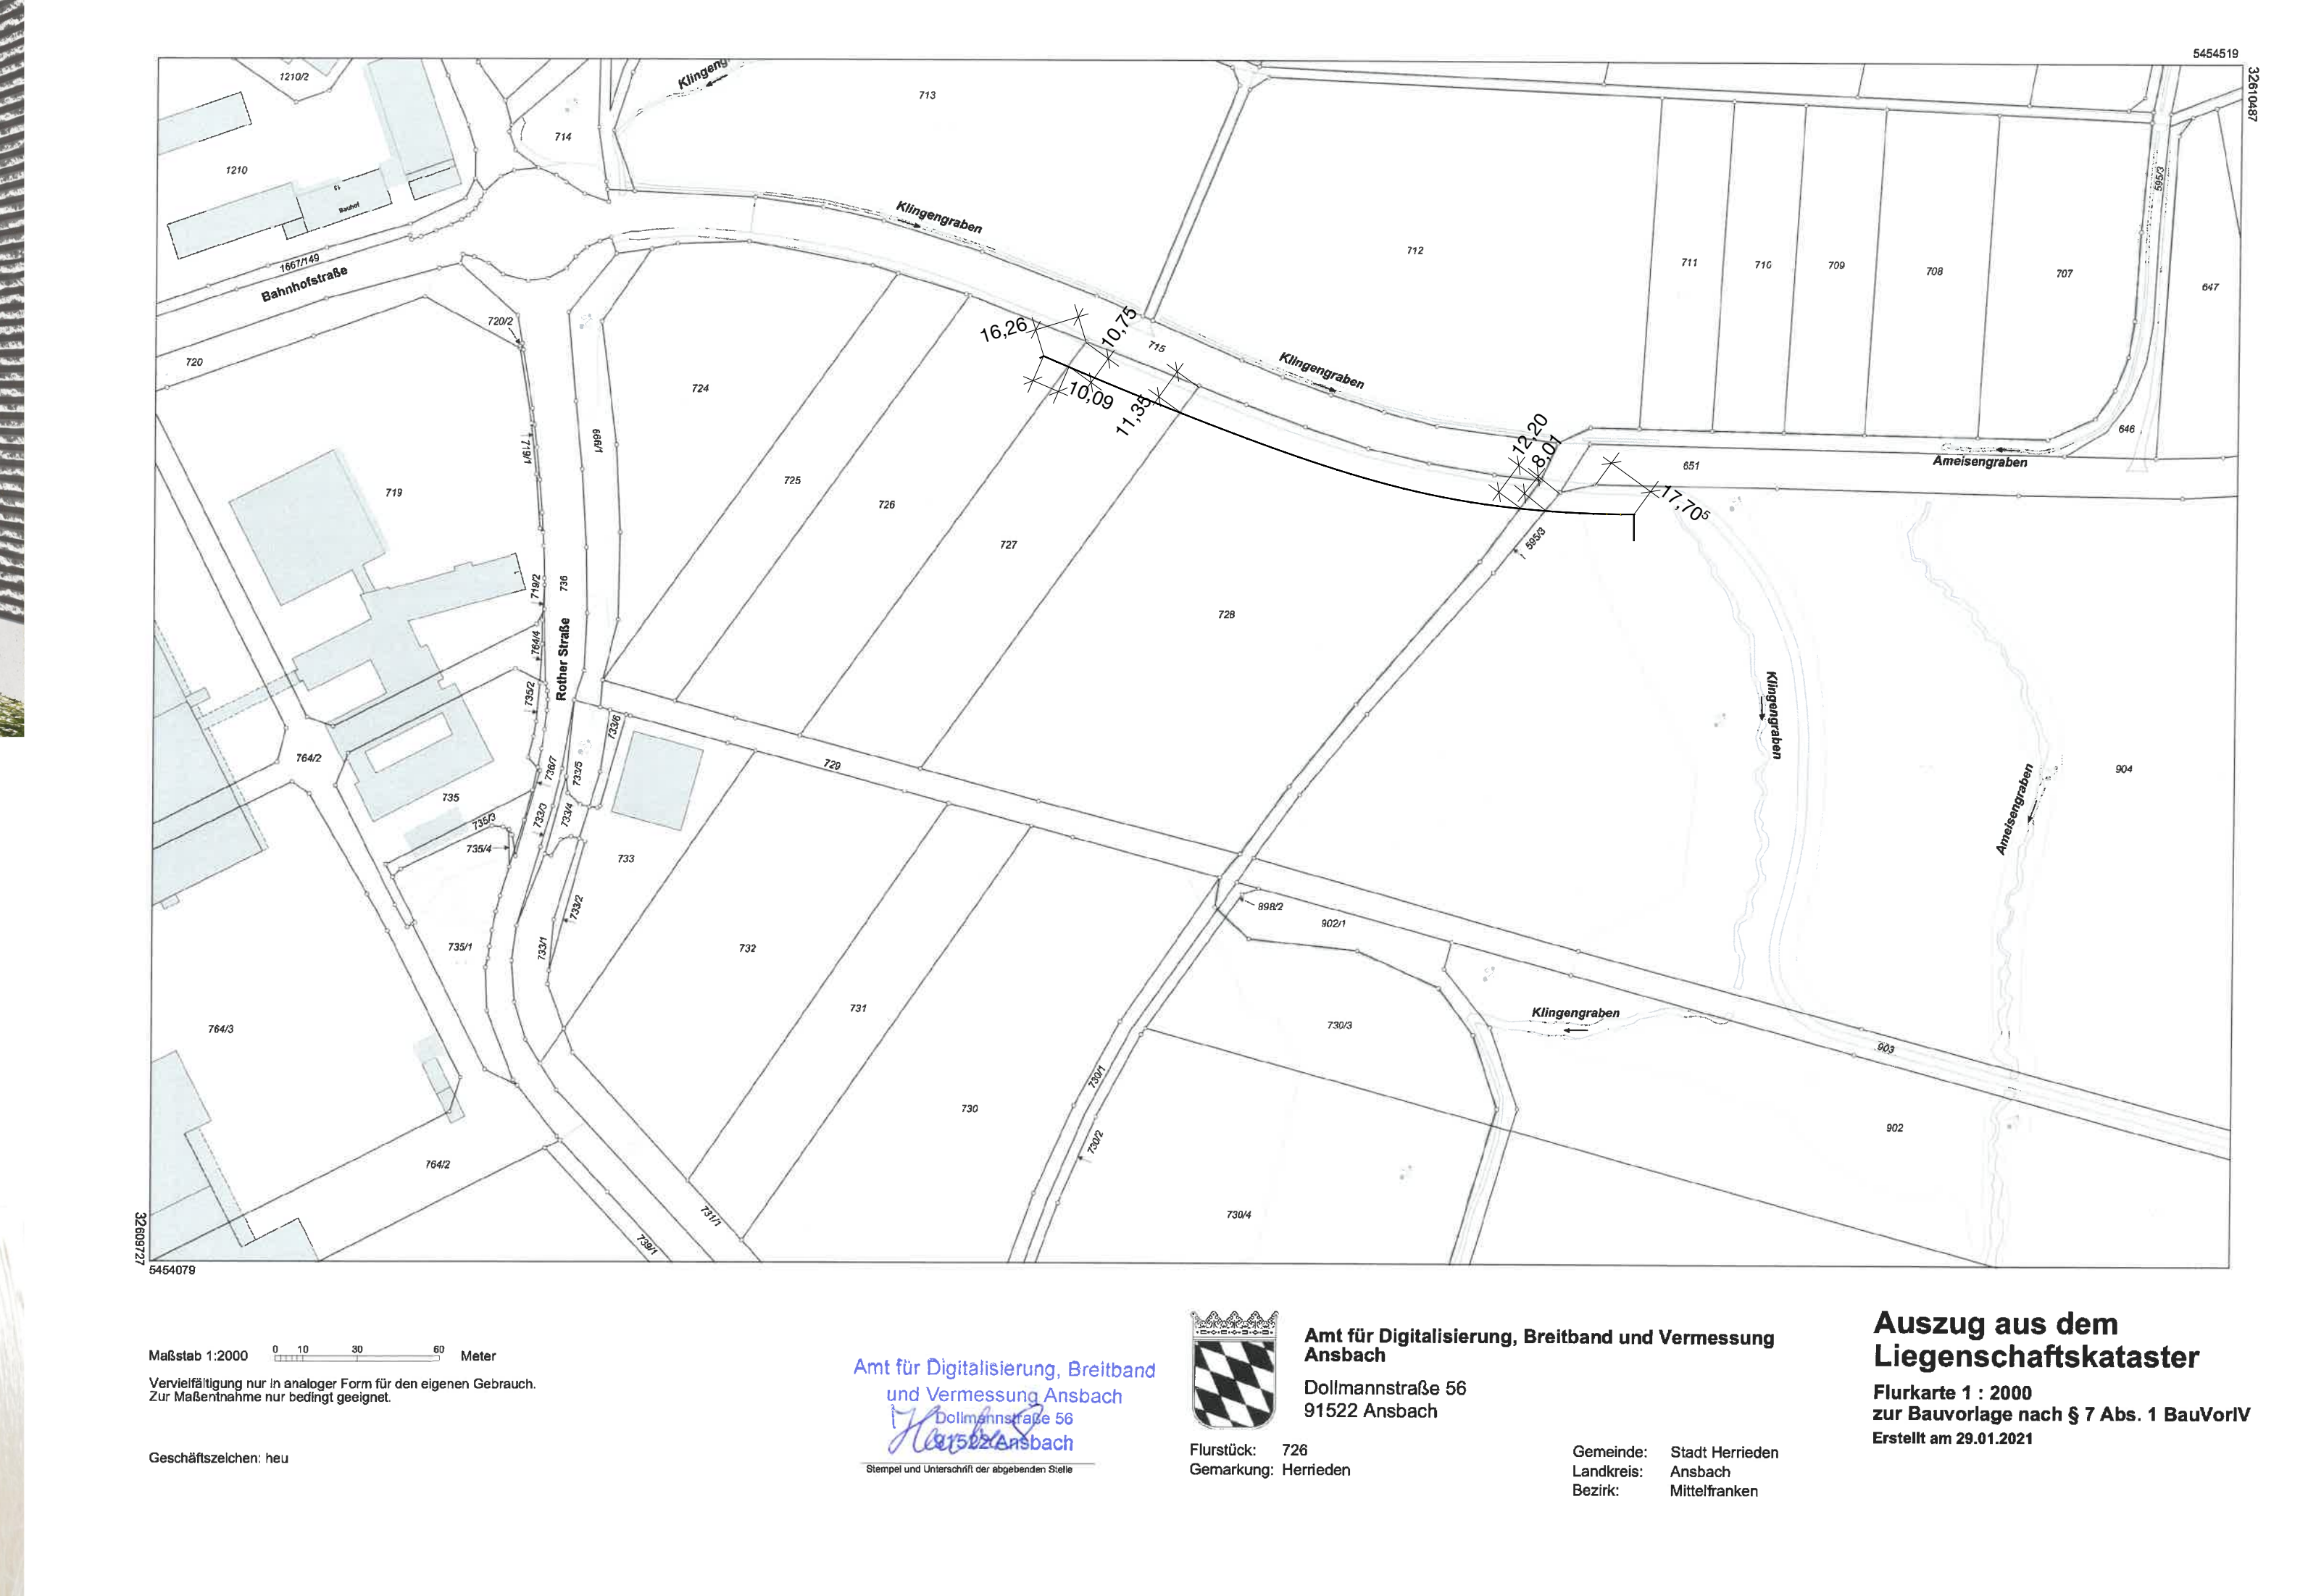 5454519
32610487
1210/2
Klingeng
713
714
1210
Bauhof
Klingengraben
712
711
710
709
708
707
595/3
647
1667/149
Bahnhofstraße
720/2
720
16,26
10,75
715
Klingengraben
724
10,09
11,35
12,20
8,01
651
Ameisengraben
646
17,70⁵
719/1
669/1
719
725
726
727
595/3
728
719/2
736
764/4
Rother Straße
735/2
733/6
Klingengraben
764/2
729
736/7
733/5
904
Ameisengraben
735
735/3
733/3
733/4
735/4
733
898/2
902/1
733/2
735/1
733/1
732
731
764/3
730/3
Klingengraben
903
730/1
730
902
730/2
764/2
731/1
730/4
739/1
32609727
5454079
Maßstab 1:2000 0 10 30 60 Meter
Vervielfältigung nur in analoger Form für den eigenen Gebrauch.
Zur Maßentnahme nur bedingt geeignet.
Geschäftszeichen: heu
Amt für Digitalisierung, Breitband
und Vermessung Ansbach
Dollmannstraße 56
91522 Ansbach
Stempel und Unterschrift der abgebenden Stelle
Amt für Digitalisierung, Breitband und Vermessung
Ansbach
Dollmannstraße 56
91522 Ansbach
Flurstück: 726
Gemarkung: Herrieden
Gemeinde: Stadt Herrieden
Landkreis: Ansbach
Bezirk: Mittelfranken
Auszug aus dem
Liegenschaftskataster
Flurkarte 1 : 2000
zur Bauvorlage nach § 7 Abs. 1 BauVorlV
Erstellt am 29.01.2021